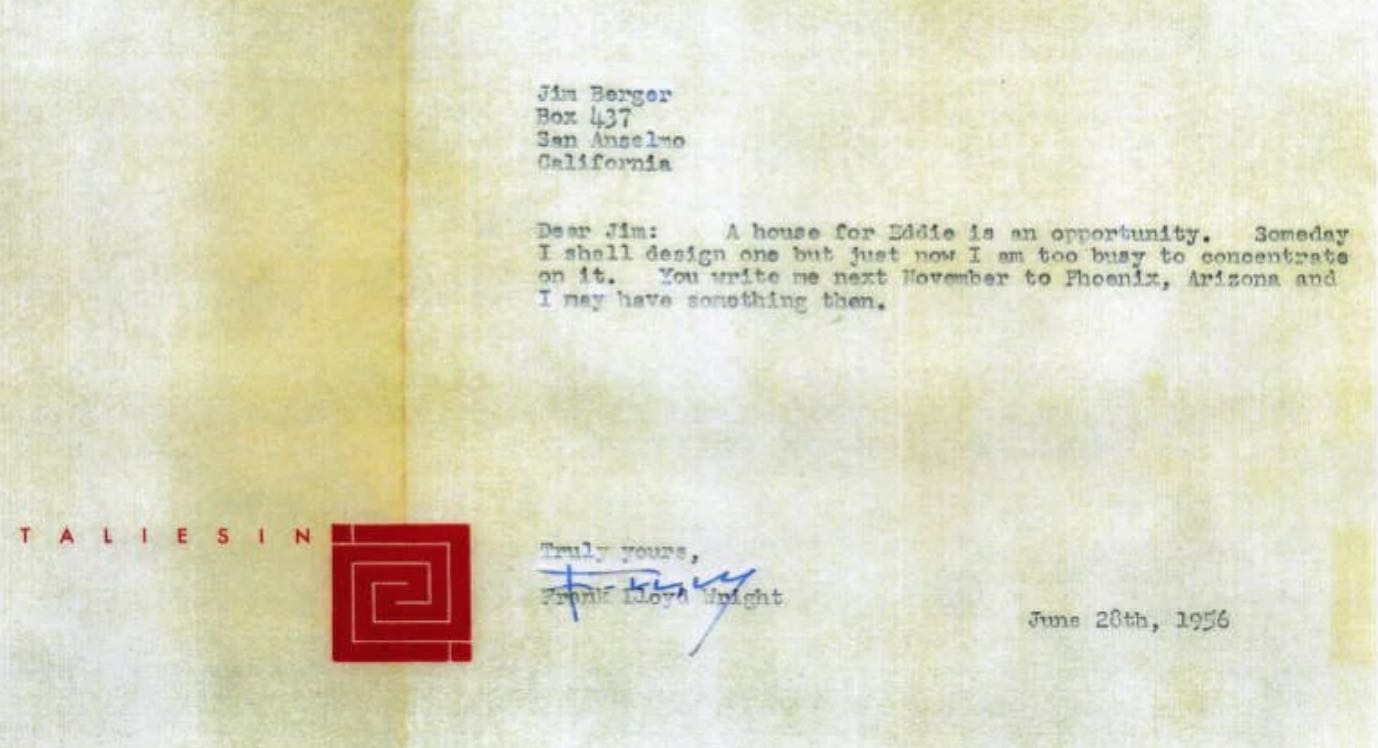 Jim Berger
Box 437
San Anselmo
California
Dear Jim: A house for Eddie is an opportunity. Someday
I shall design one but just now I am too busy to concentrate
on it. You write me next November to Phoenix, Arizona and
I may have something then.
TALIESIN
Truly yours,
Frank Lloyd Wright
June 28th, 1956